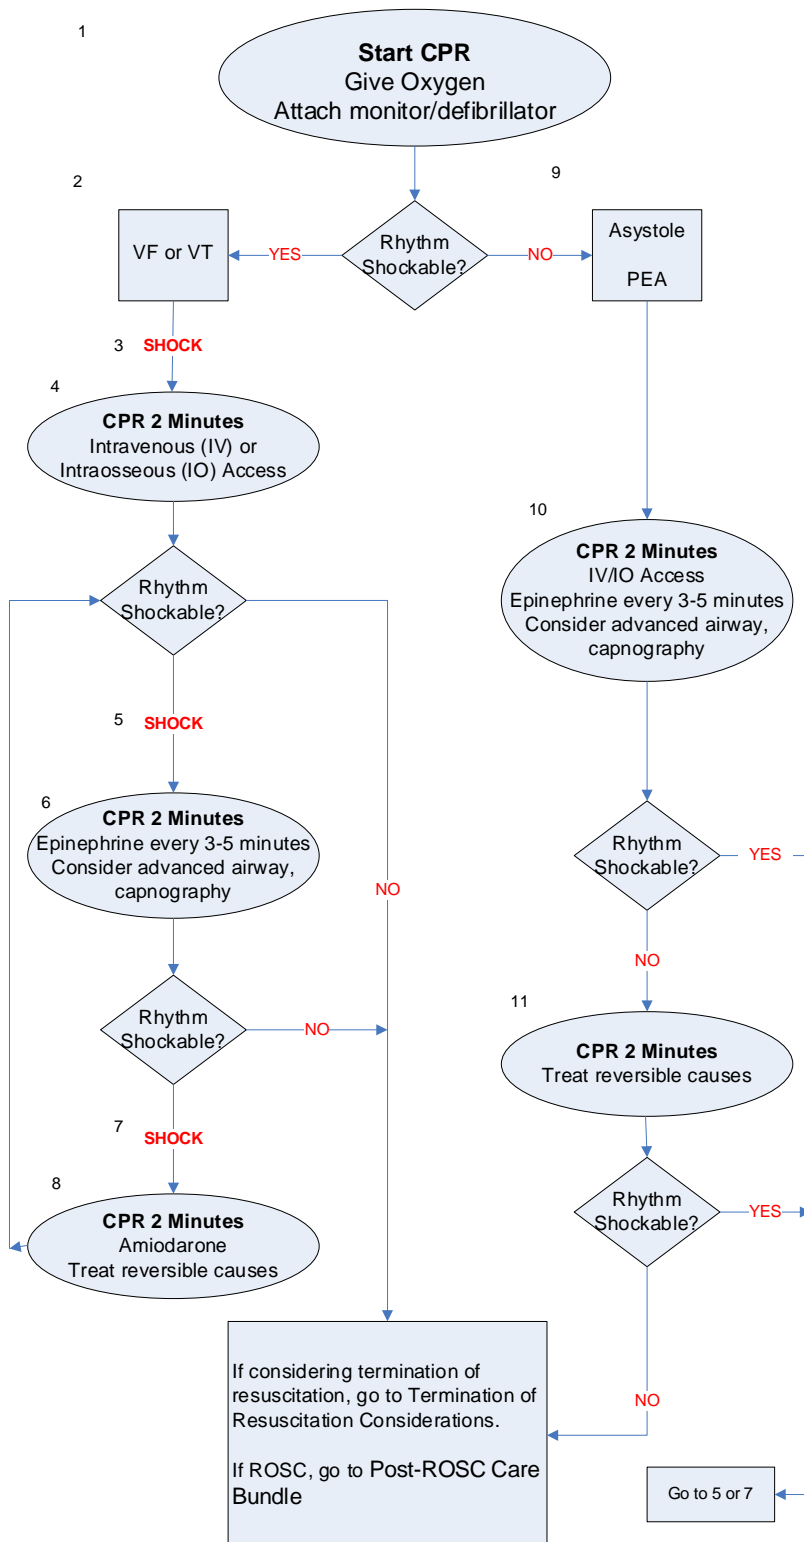 1
Start CPR
Give Oxygen
Attach monitor/defibrillator
2
9
VF or VT
YES
Rhythm
Shockable?
NO
Asystole
PEA
3
SHOCK
4
CPR 2 Minutes
Intravenous (IV) or
Intraosseous (IO) Access
10
CPR 2 Minutes
IV/IO Access
Epinephrine every 3-5 minutes
Consider advanced airway,
capnography
Rhythm
Shockable?
5
SHOCK
6
CPR 2 Minutes
Epinephrine every 3-5 minutes
Consider advanced airway,
capnography
NO
Rhythm
Shockable?
YES
NO
Rhythm
Shockable?
NO
11
CPR 2 Minutes
Treat reversible causes
7
SHOCK
8
CPR 2 Minutes
Amiodarone
Treat reversible causes
Rhythm
Shockable?
YES
NO
If considering termination of
resuscitation, go to Termination of
Resuscitation Considerations.
If ROSC, go to Post-ROSC Care
Bundle
Go to 5 or 7